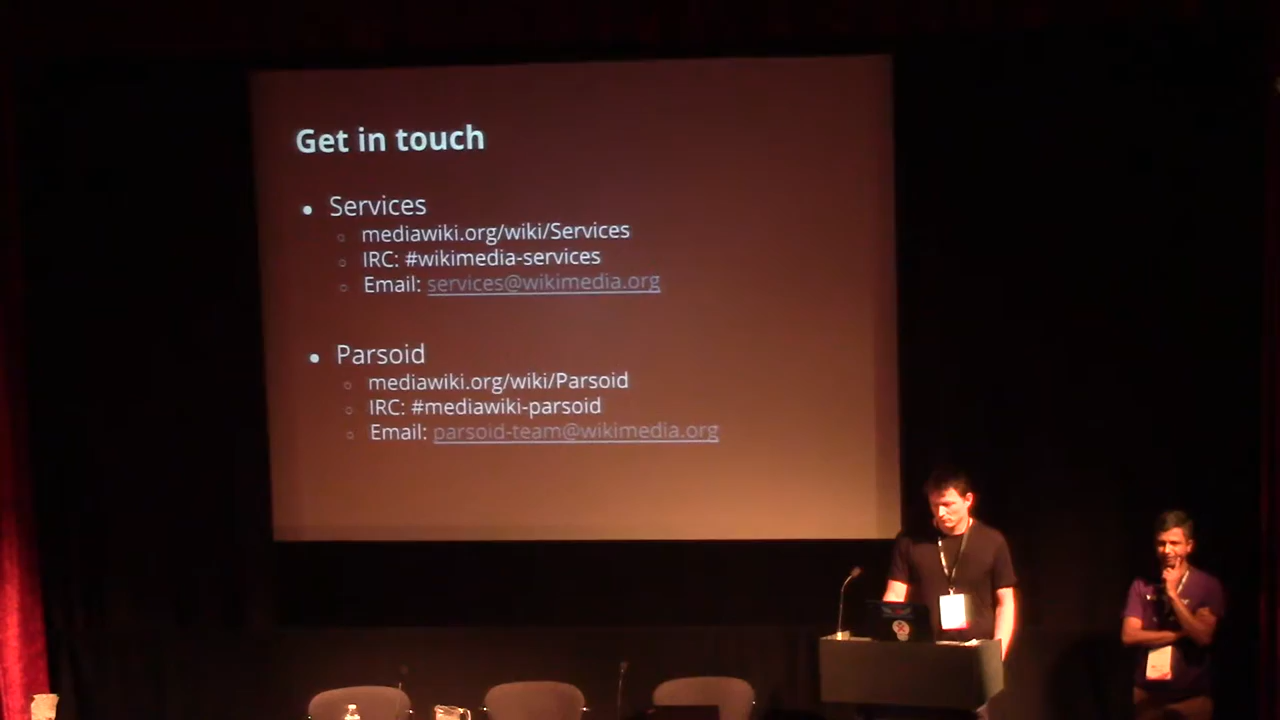 Get in touch
• Services
○ mediawiki.org/wiki/Services
○ IRC: #wikimedia-services
○ Email: services@wikimedia.org
• Parsoid
○ mediawiki.org/wiki/Parsoid
○ IRC: #mediawiki-parsoid
○ Email: parsoid-team@wikimedia.org